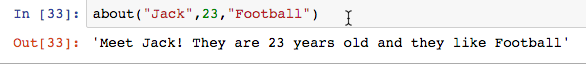 In [33]: about("Jack",23,"Football")
Out[33]: 'Meet Jack! They are 23 years old and they like Football'